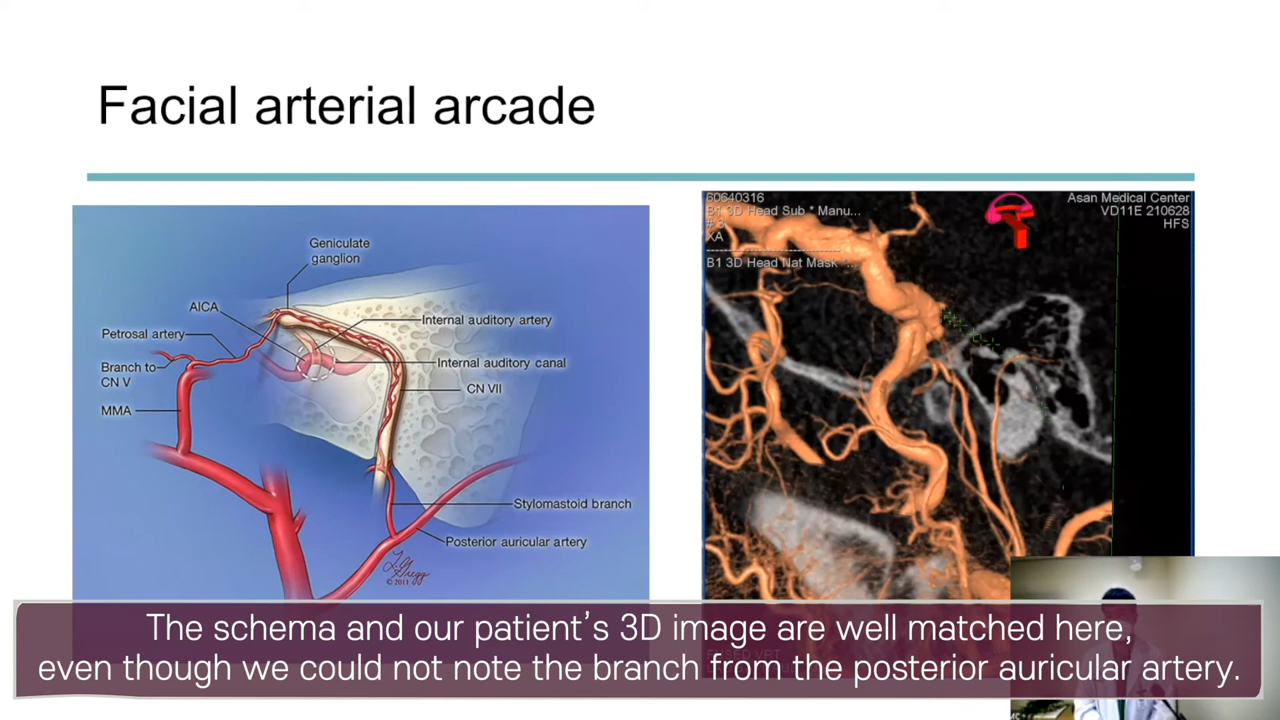 Facial arterial arcade
Geniculate
ganglion
AICA
Petrosal artery
Branch to
CN V
MMA
Internal auditory artery
Internal auditory canal
CN VII
Stylomastoid branch
Posterior auricular artery
Gregg
©2011
60640316
B1 3D Head Sub * Manu...
XA
B1 3D Head Nat Mask
Asan Medical Center
VD11E 210628
HFS
The schema and our patient's 3D image are well matched here,
even though we could not note the branch from the posterior auricular artery.